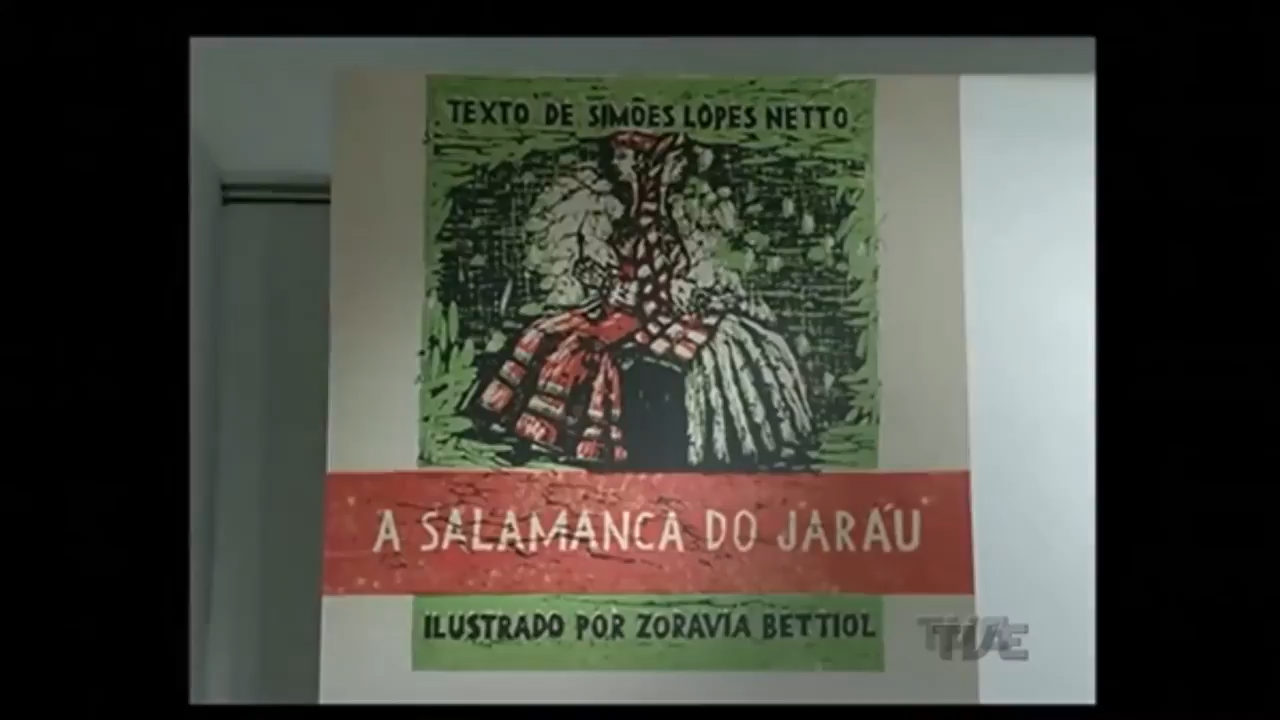 TEXTO DE SIMÕES LOPES NETTO
A SALAMANCA DO JARAU
ILUSTRADO POR ZORAVIA BETTIOL
TVE